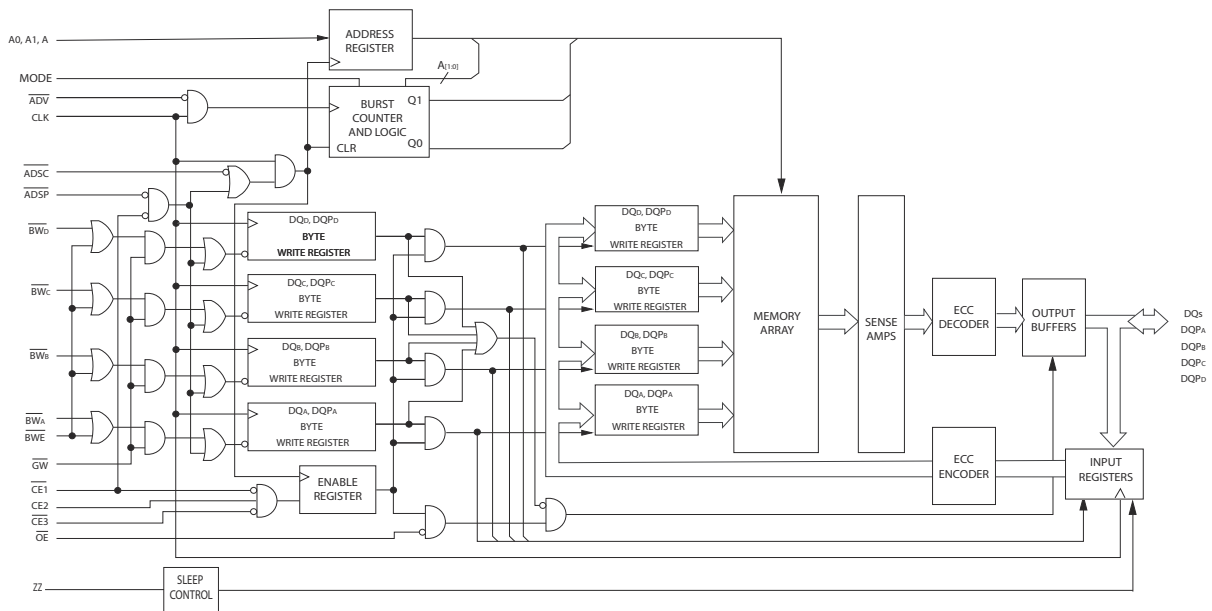 A0, A1, A
ADDRESS
REGISTER
MODE
A[1:0]
ADV
CLK
BURST
COUNTER
AND LOGIC
CLR
Q1
Q0
ADSC
ADSP
BWD
BWC
BWB
BWA
BWE
GW
CE1
CE2
CE3
OE
ZZ
DQD, DQPD
BYTE
WRITE REGISTER
DQC, DQPC
BYTE
WRITE REGISTER
DQB, DQPB
BYTE
WRITE REGISTER
DQA, DQPA
BYTE
WRITE REGISTER
ENABLE
REGISTER
SLEEP
CONTROL
DQD, DQPD
BYTE
WRITE REGISTER
DQC, DQPC
BYTE
WRITE REGISTER
DQB, DQPB
BYTE
WRITE REGISTER
DQA, DQPA
BYTE
WRITE REGISTER
MEMORY
ARRAY
SENSE
AMPS
ECC
DECODER
OUTPUT
BUFFERS
DQs
DQPA
DQPB
DQPC
DQPD
ECC
ENCODER
INPUT
REGISTERS